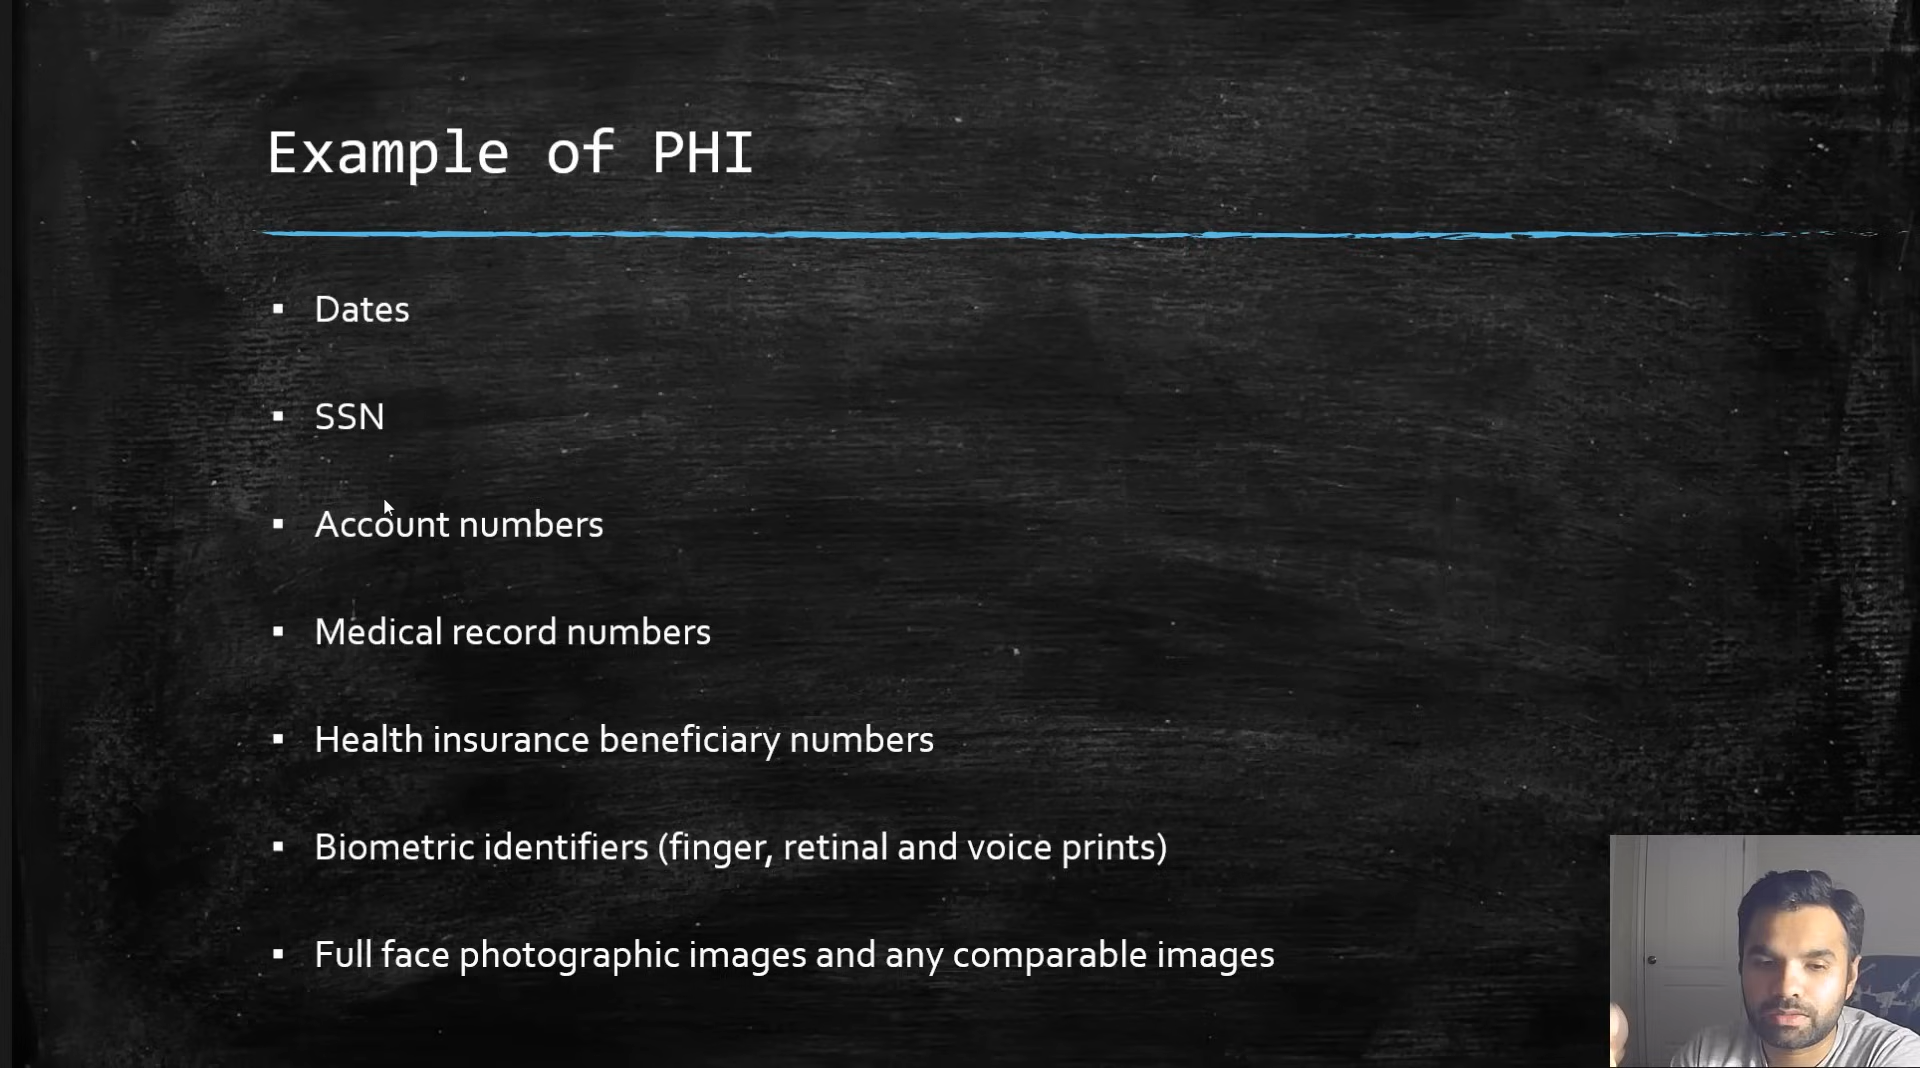 Example of PHI
▪ Dates
▪ SSN
▪ Account numbers
▪ Medical record numbers
▪ Health insurance beneficiary numbers
▪ Biometric identifiers (finger, retinal and voice prints)
▪ Full face photographic images and any comparable images